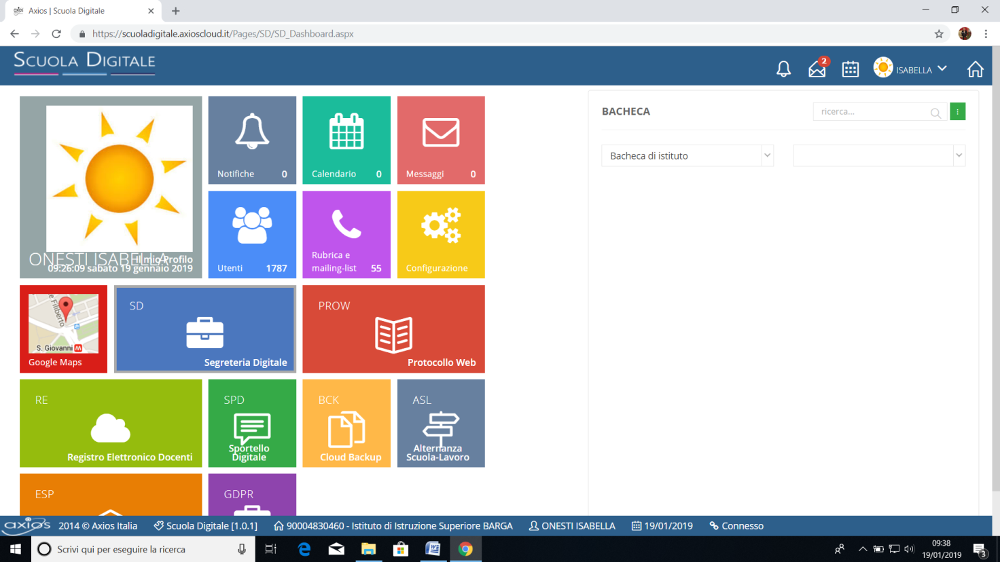 Axios | Scuola Digitale
https://scuoladigitale.axioscloud.it/Pages/SD/SD_Dashboard.aspx
SCUOLA DIGITALE
2
ISABELLA
ONESTI ISABELLA
Il mio Profilo
09:26:09 sabato 19 gennaio 2019
Notifiche 0
Calendario 0
Messaggi 0
Utenti 1787
Rubrica e
mailing-list 55
Configurazione
BACHECA
ricerca...
Bacheca di istituto
e Filiberto
S. Giovanni M
Google Maps
SD
Segreteria Digitale
PROW
Protocollo Web
RE
Registro Elettronico Docenti
SPD
Sportello
Digitale
BCK
Cloud Backup
ASL
Alternanza
Scuola-Lavoro
ESP
GDPR
axios 2014 © Axios Italia Scuola Digitale [1.0.1] 90004830460 - Istituto di Istruzione Superiore BARGA ONESTI ISABELLA 19/01/2019 Connesso
Scrivi qui per eseguire la ricerca
09:38
19/01/2019
3